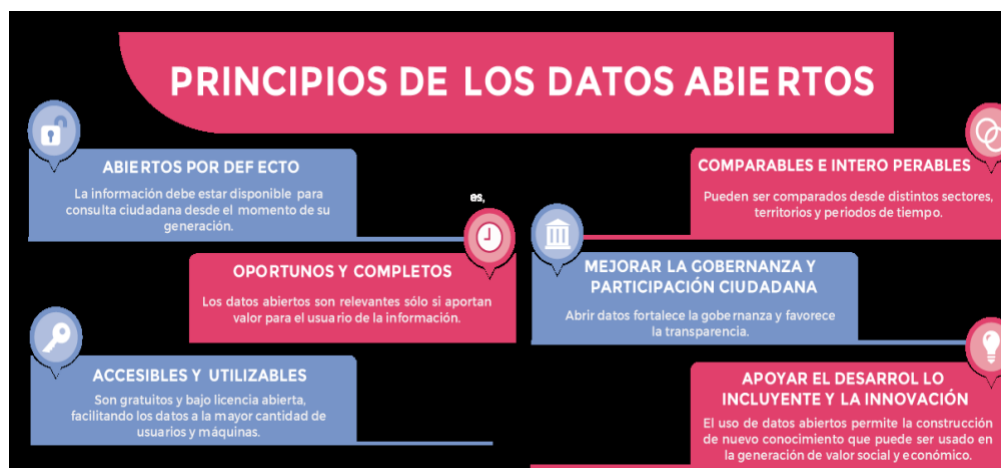 PRINCIPIOS DE LOS DATOS ABIERTOS
ABIERTOS POR DEFECTO
La información debe estar disponible para
consulta ciudadana desde el momento de su
generación.
es,
OPORTUNOS Y COMPLETOS
Los datos abiertos son relevantes sólo si aportan
valor para el usuario de la información.
ACCESIBLES Y UTILIZABLES
Son gratuitos y bajo licencia abierta,
facilitando los datos a la mayor cantidad de
usuarios y máquinas.
COMPARABLES E INTERO PERABLES
Pueden ser comparados desde distintos sectores,
territorios y periodos de tiempo.
MEJORAR LA GOBERNANZA Y
PARTICIPACIÓN CIUDADANA
Abrir datos fortalece la gobernanza y favorece
la transparencia.
APOYAR EL DESARROL LO
INCLUYENTE Y LA INNOVACIÓN
El uso de datos abiertos permite la construcción
de nuevo conocimiento que puede ser usado en
la generación de valor social y económico.